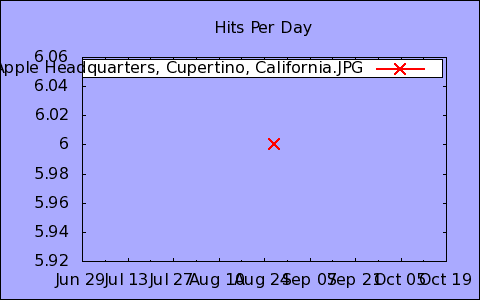 Hits Per Day
6.06
Apple Headquarters, Cupertino, California.JPG
6.04
6.02
6
5.98
5.96
5.94
5.92
Jun 29 Jul 13 Jul 27 Aug 10 Aug 24 Sep 07 Sep 21 Oct 05 Oct 19